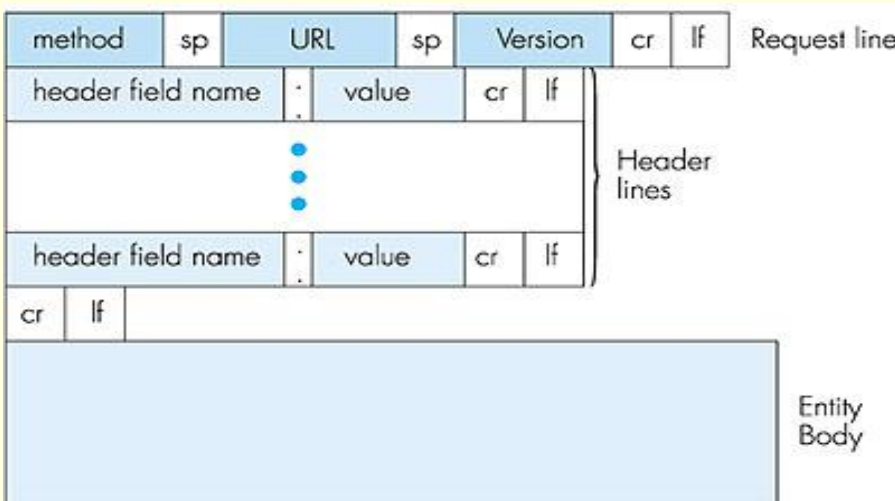 method sp URL sp Version cr lf Request line
header field name : value cr lf
Header
lines
header field name : value cr lf
cr lf
Entity
Body